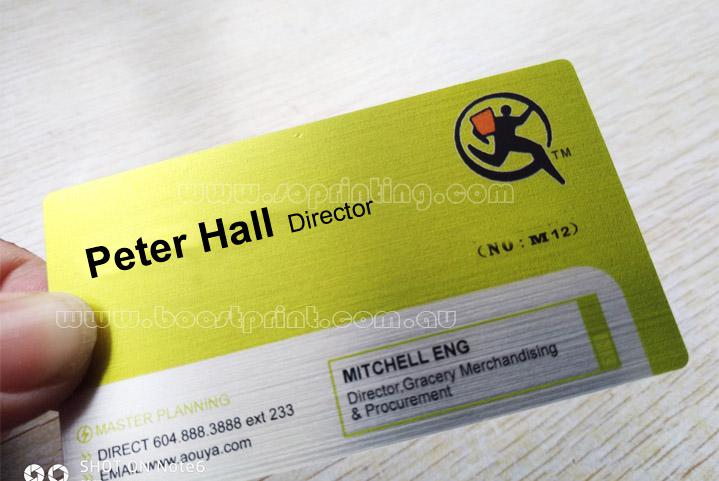 TM
www.soprinting.com
Peter Hall Director
(NO:M12)
www.boostprint.com.au
MITCHELL ENG
Director,Gracery Merchandising
& Procurement
MASTER PLANNING
DIRECT 604.888.3888 ext 233
EMAIL www.aouya.com
SHOT ON Note6